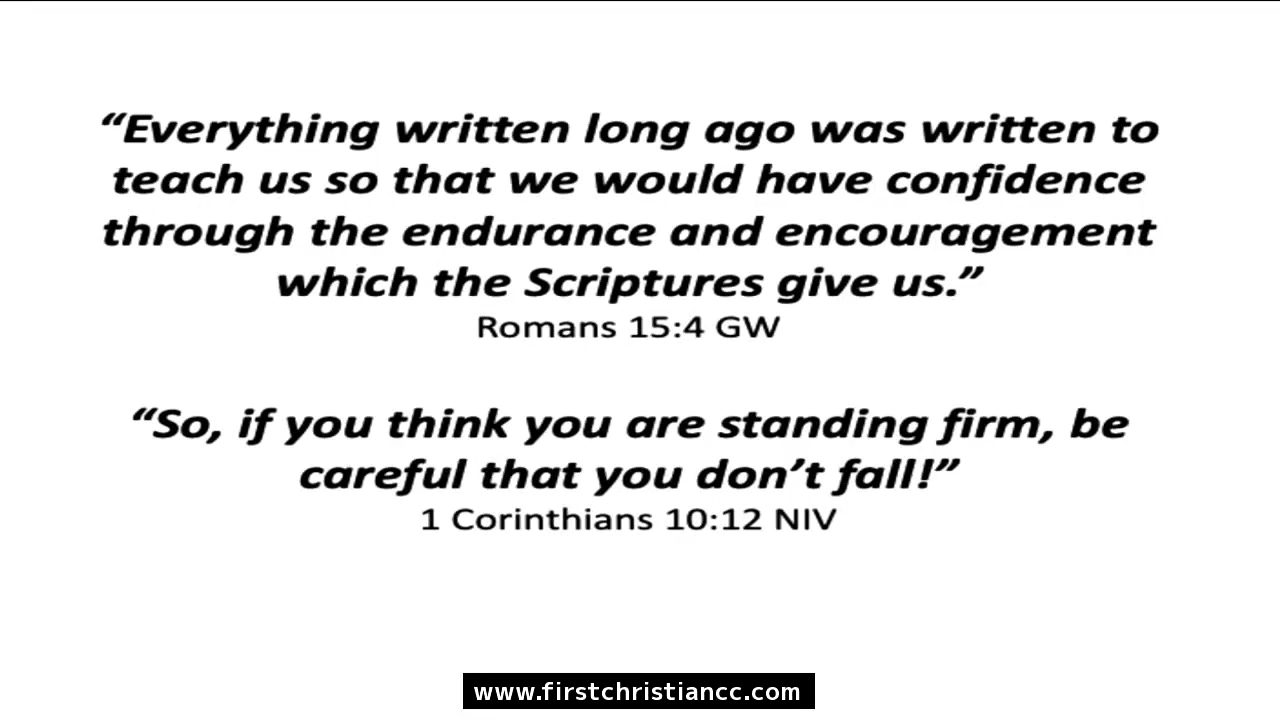 “Everything written long ago was written to
teach us so that we would have confidence
through the endurance and encouragement
which the Scriptures give us.”
Romans 15:4 GW
“So, if you think you are standing firm, be
careful that you don’t fall!”
1 Corinthians 10:12 NIV
www.firstchristiancc.com